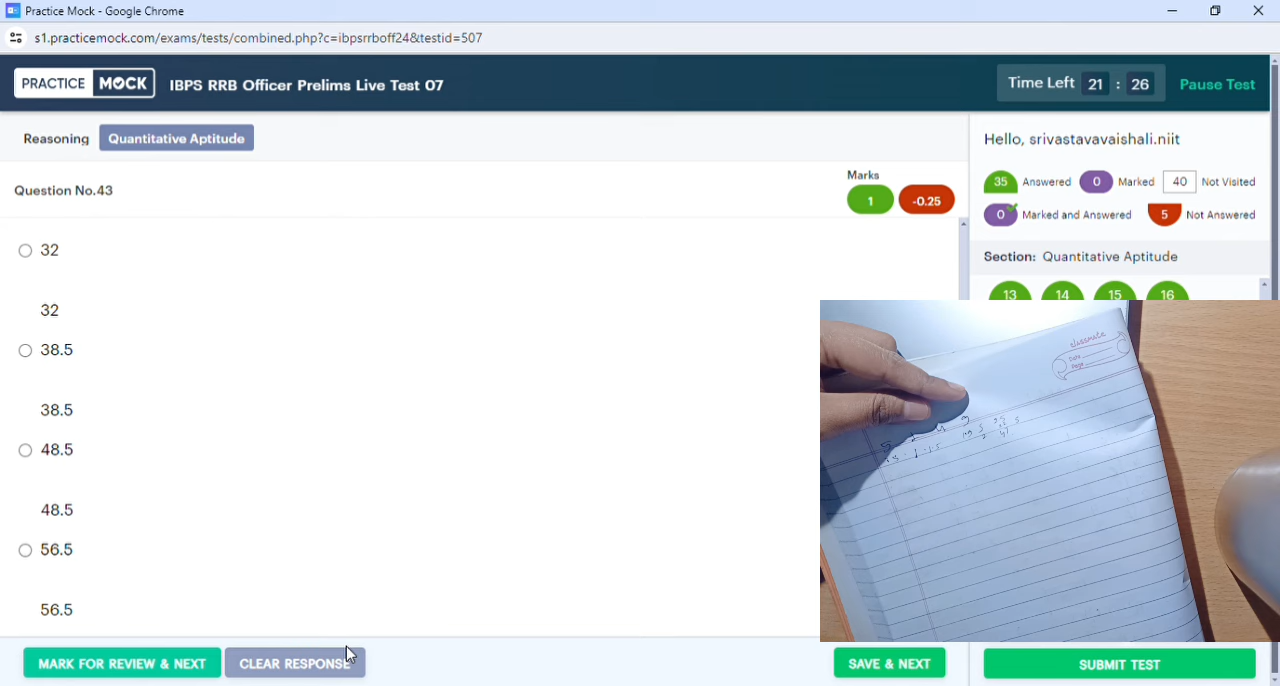 Practice Mock - Google Chrome
s1.practicemock.com/exams/tests/combined.php?c=ibpsrrboff24&testid=507
PRACTICE MOCK IBPS RRB Officer Prelims Live Test 07
Time Left 21 : 26 Pause Test
Reasoning Quantitative Aptitude
Question No.43
Marks
1 -0.25
32
32
38.5
38.5
48.5
48.5
56.5
56.5
MARK FOR REVIEW & NEXT CLEAR RESPONSE SAVE & NEXT
Hello, srivastavavaishali.niit
35 Answered 0 Marked 40 Not Visited
0 Marked and Answered 5 Not Answered
Section: Quantitative Aptitude
13 14 15 16
classmate
Date
Page
SUBMIT TEST